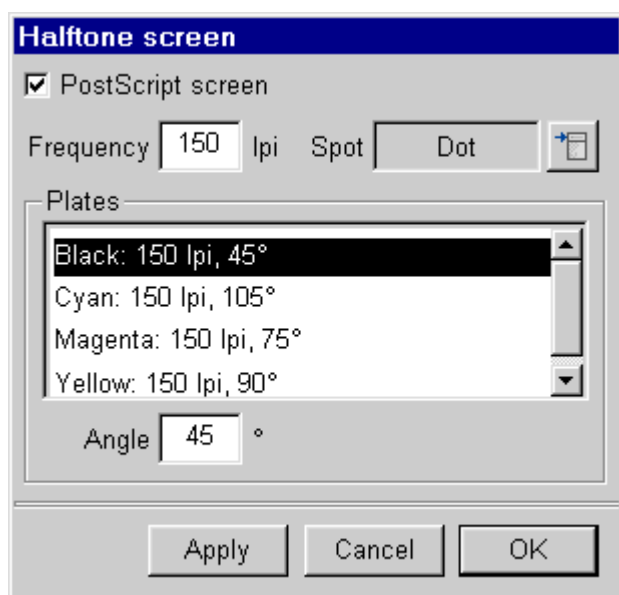 Halftone screen
PostScript screen
Frequency 150 lpi Spot Dot
Plates
Black: 150 lpi, 45°
Cyan: 150 lpi, 105°
Magenta: 150 lpi, 75°
Yellow: 150 lpi, 90°
Angle 45 °
Apply Cancel OK